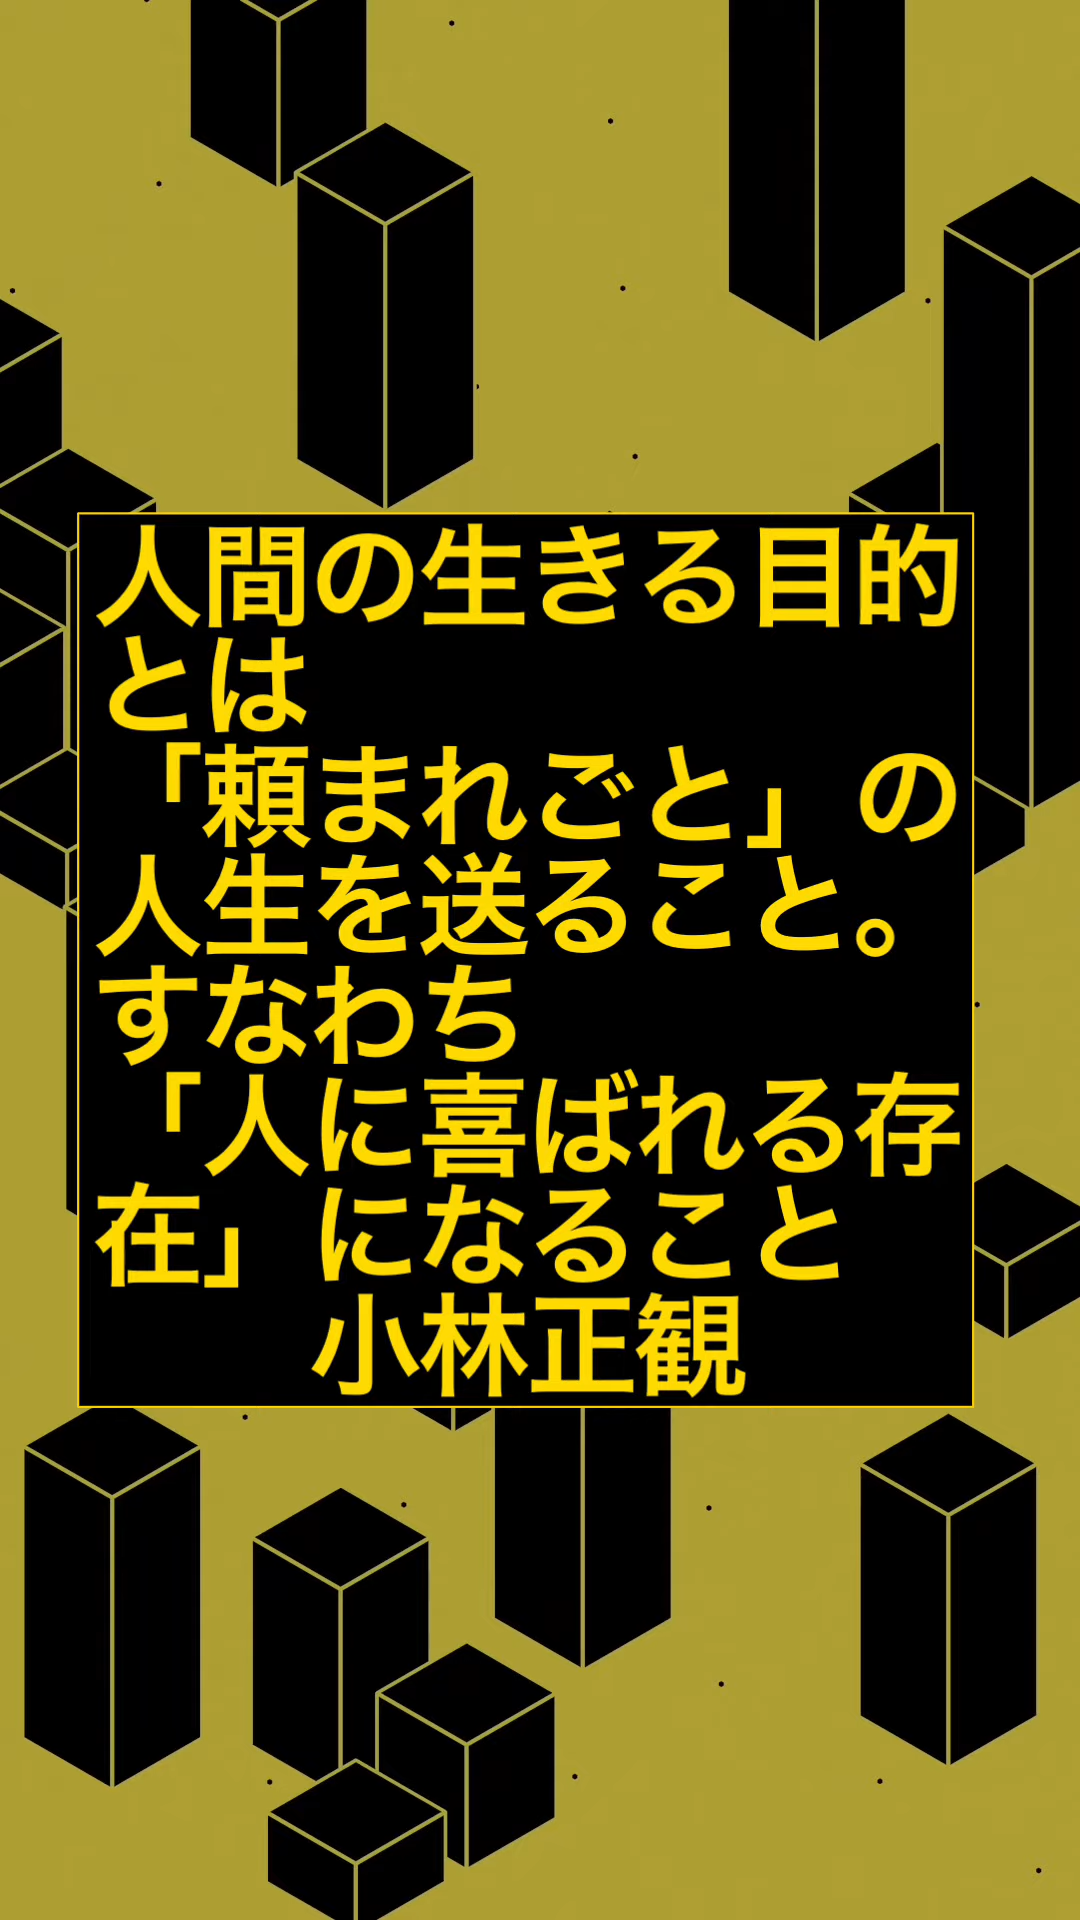 人間の生きる目的
とは
「頼まれごと」の
人生を送ること。
すなわち
「人に喜ばれる存
在」になること
小林正観